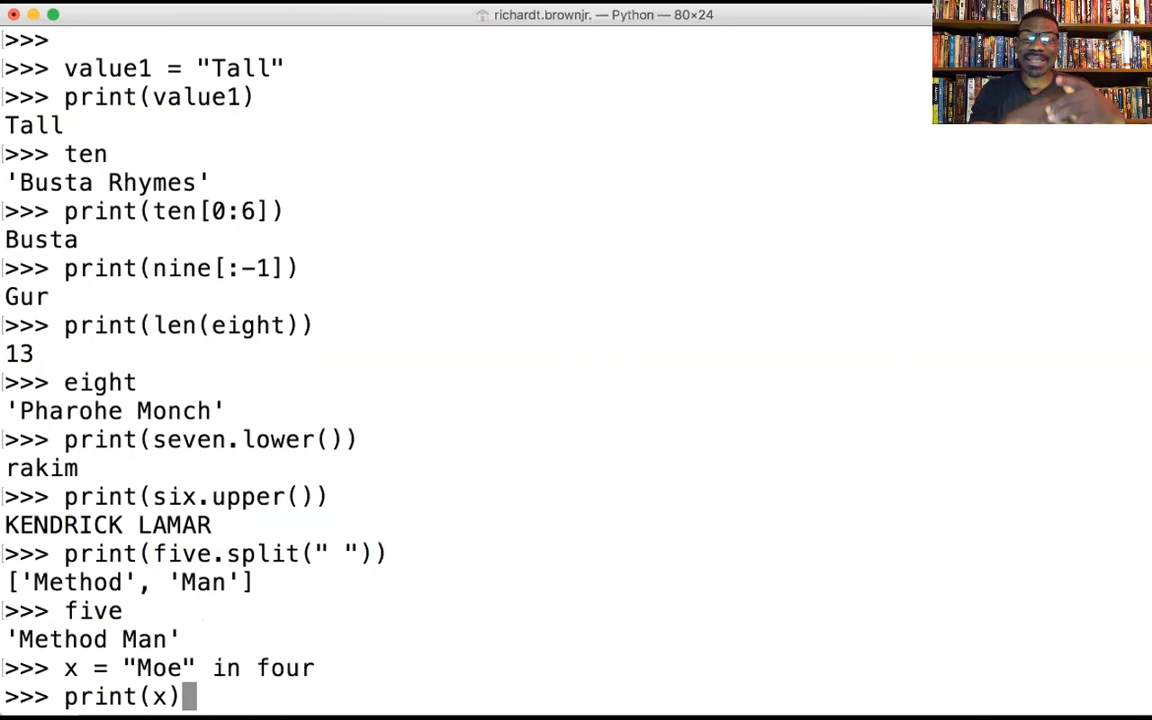 richardt.brownjr. — Python — 80×24
>>>
>>> value1 = "Tall"
>>> print(value1)
Tall
>>> ten
'Busta Rhymes'
>>> print(ten[0:6])
Busta
>>> print(nine[:-1])
Gur
>>> print(len(eight))
13
>>> eight
'Pharohe Monch'
>>> print(seven.lower())
rakim
>>> print(six.upper())
KENDRICK LAMAR
>>> print(five.split(" "))
['Method', 'Man']
>>> five
'Method Man'
>>> x = "Moe" in four
>>> print(x)